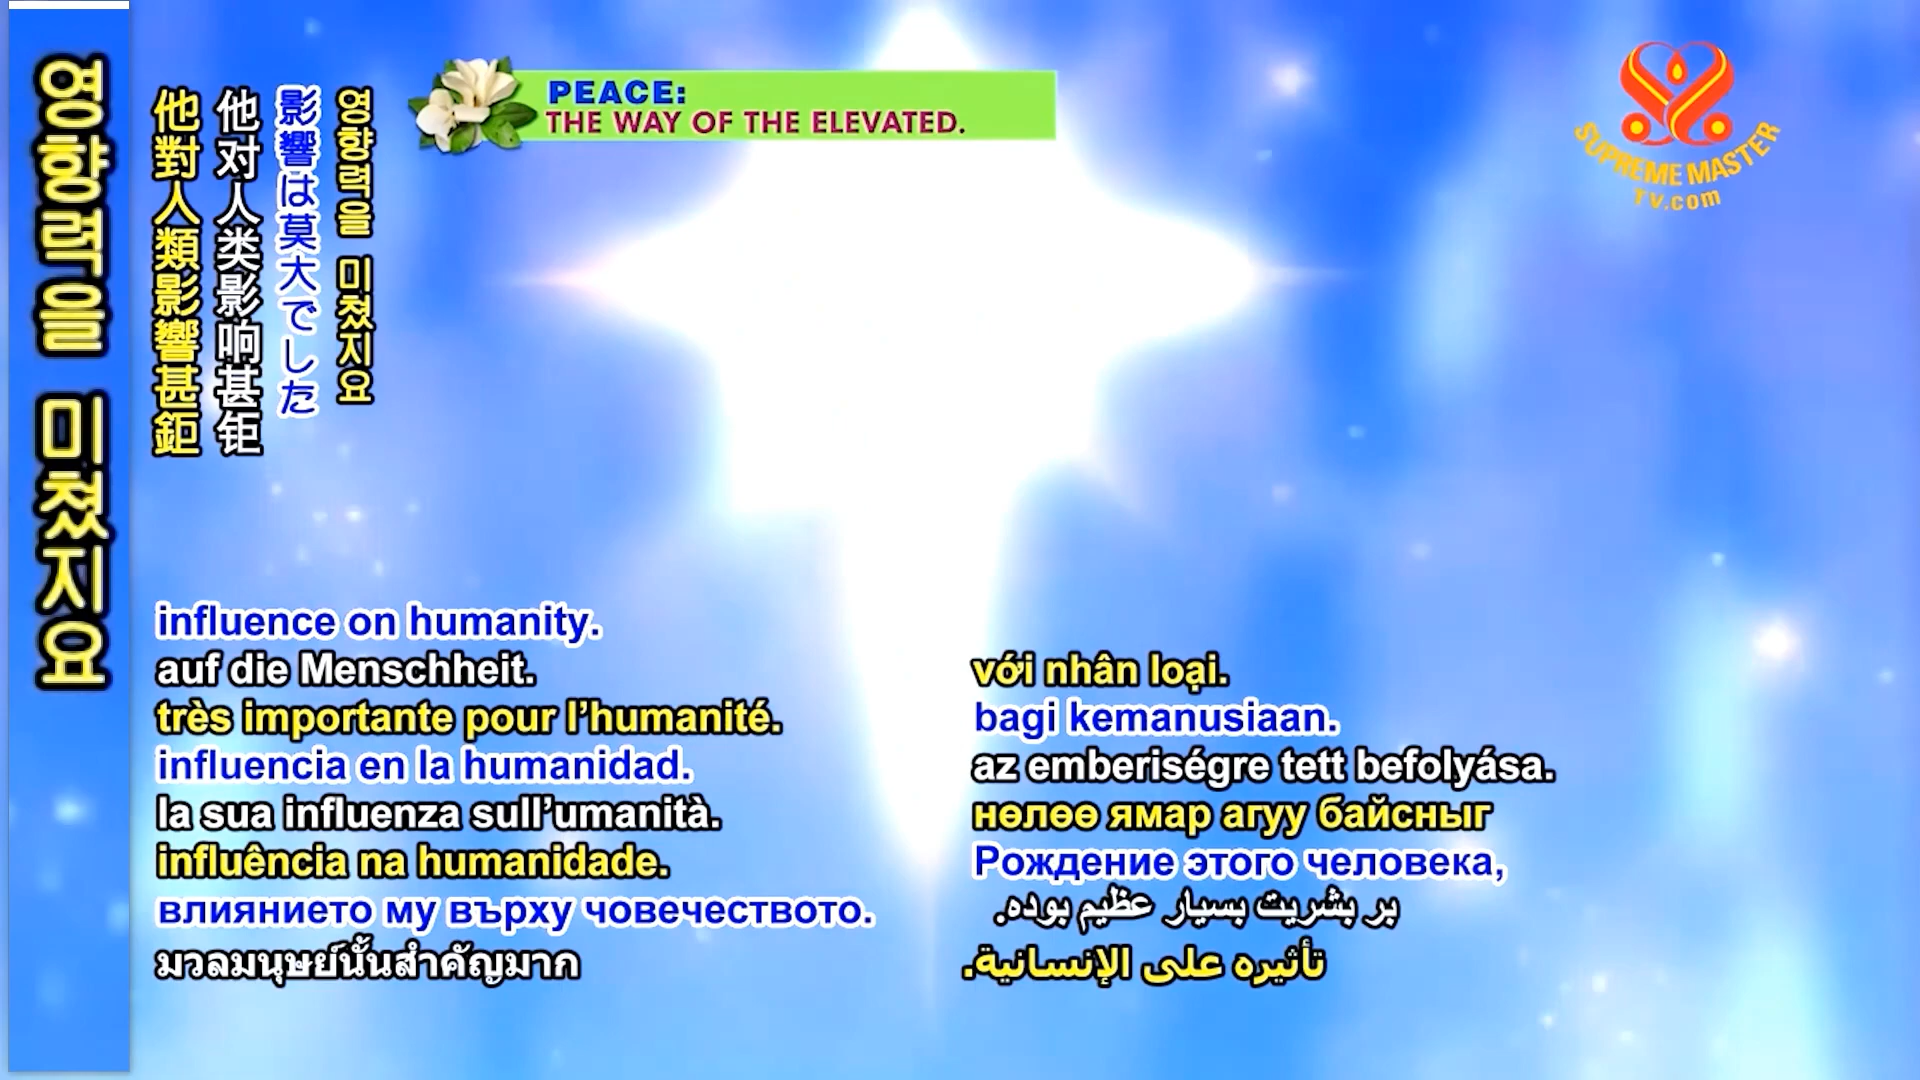 영향력을 미쳤지요
他對人類影響甚鉅
他对人类影响甚钜
影響は莫大でした
영향력을 미쳤지요
PEACE:
THE WAY OF THE ELEVATED.
SUPREME MASTER
TV.com
influence on humanity.
auf die Menschheit.
très importante pour l’humanité.
influencia en la humanidad.
la sua influenza sull’umanità.
influência na humanidade.
влиянието му върху човечеството.
มวลมนุษย์นั้นสำคัญมาก
với nhân loại.
bagi kemanusiaan.
az emberiségre tett befolyása.
нөлөө ямар агуу байсныг
Рождение этого человека,
بر بشریت بسیار عظیم بوده.
تأثيره على الإنسانية.